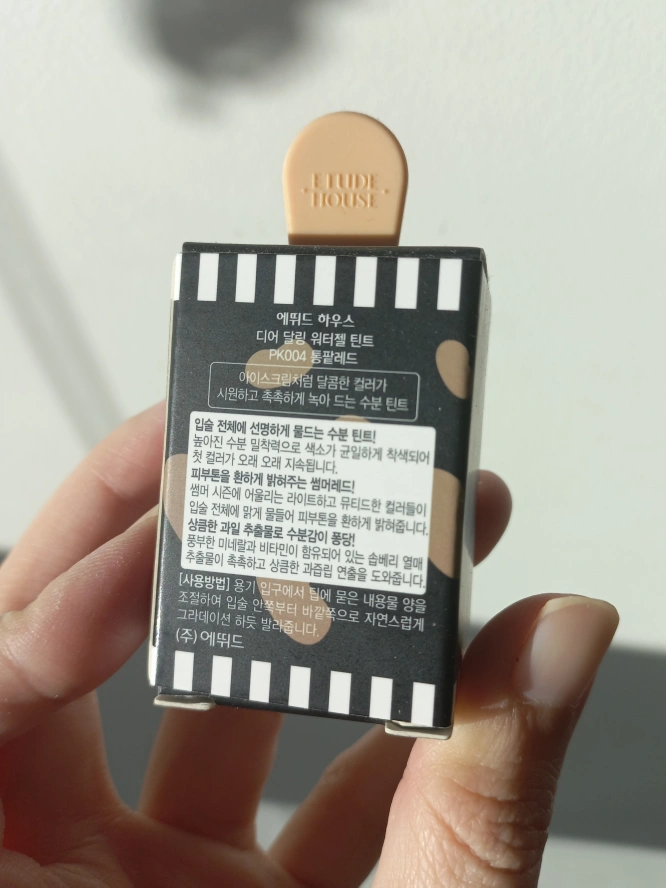 ETUDE
HOUSE
에뛰드 하우스
디어 달링 워터젤 틴트
PK004 통팥레드
아이스크림처럼 달콤한 컬러가
시원하고 촉촉하게 녹아 드는 수분 틴트
입술 전체에 선명하게 물드는 수분 틴트!
높아진 수분 밀착력으로 색소가 균일하게 착색되어
첫 컬러가 오래 오래 지속됩니다.
피부톤을 환하게 밝혀주는 썸머레드!
썸머 시즌에 어울리는 라이트하고 뮤티드한 컬러들이
입술 전체에 맑게 물들어 피부톤을 환하게 밝혀줍니다.
상큼한 과일 추출물로 수분감이 퐁당!
풍부한 미네랄과 비타민이 함유되어 있는 솝베리 열매
추출물이 촉촉하고 상큼한 과즙립 연출을 도와줍니다.
[사용방법] 용기 입구에서 팁에 묻은 내용물 양을
조절하여 입술 안쪽부터 바깥쪽으로 자연스럽게
그라데이션 하듯 발라줍니다.
(주)에뛰드